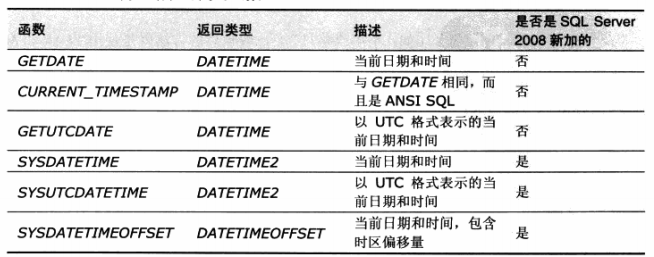 函数 返回类型 描述 是否是 SQL Server
2008 新加的
GETDATE DATETIME 当前日期和时间 否
CURRENT_TIMESTAMP DATETIME 与 GETDATE 相同，而
且是 ANSI SQL 否
GETUTCDATE DATETIME 以 UTC 格式表示的当
前日期和时间 否
SYSDATETIME DATETIME2 当前日期和时间 是
SYSUTCDATETIME DATETIME2 以 UTC 格式表示的当
前日期和时间 是
SYSDATETIMEOFFSET DATETIMEOFFSET 当前日期和时间，包含
时区偏移量 是